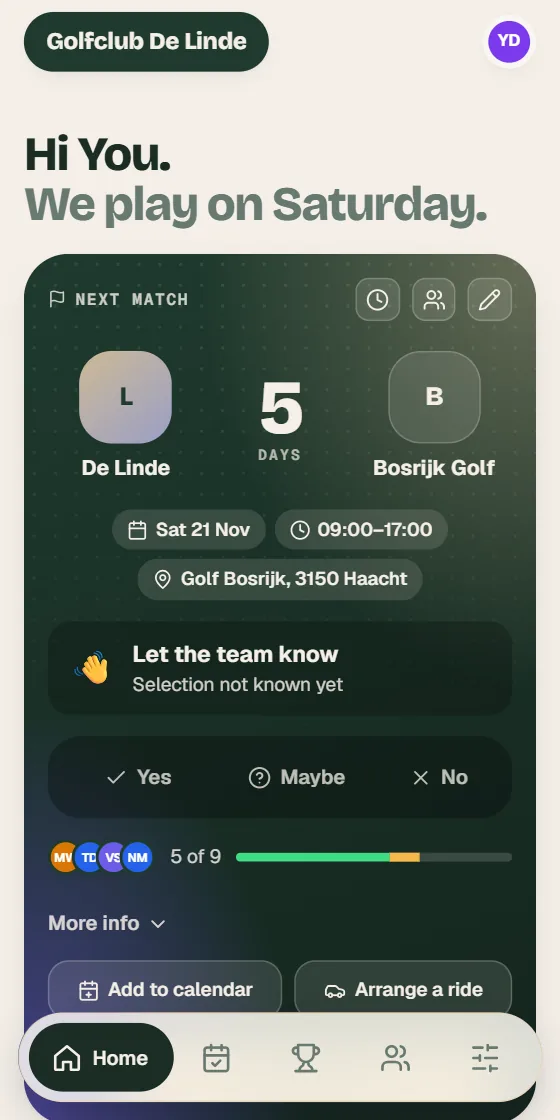 Golfclub De Linde
YD
Hi You.
We play on Saturday.
NEXT MATCH
L
5
B
DAYS
De Linde
Bosrijk Golf
Sat 21 Nov
09:00–17:00
Golf Bosrijk, 3150 Haacht
Let the team know
Selection not known yet
Yes
Maybe
No
TD
VS
NM
5 of 9
More info
Add to calendar
Arrange a ride
Home